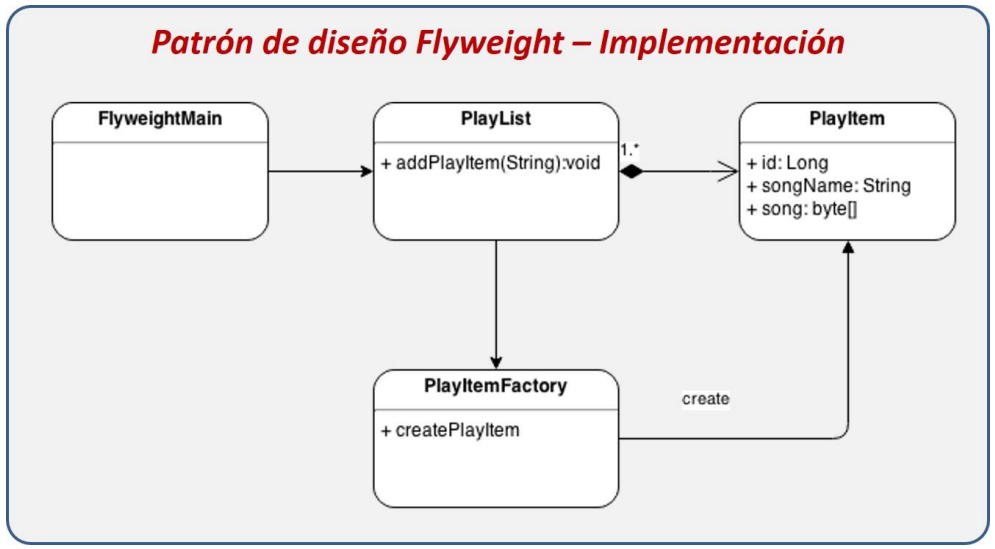 Patrón de diseño Flyweight – Implementación
FlyweightMain
PlayList
+ addPlayItem(String):void
1.*
PlayItem
+ id: Long
+ songName: String
+ song: byte[]
PlayItemFactory
+ createPlayItem
create